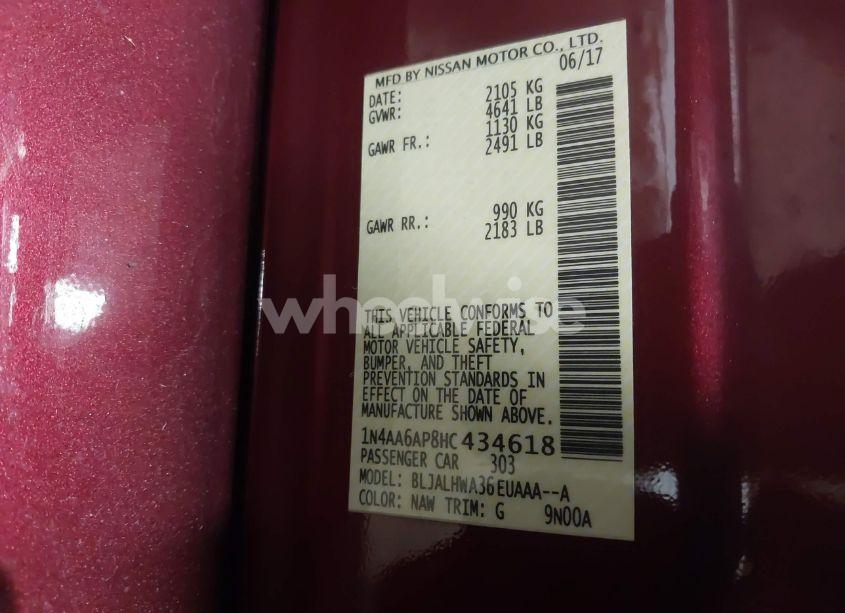 MFD BY NISSAN MOTOR CO., LTD.
DATE: 06/17
GVWR: 2105 KG
4641 LB
GAWR FR.: 1130 KG
2491 LB
GAWR RR.: 990 KG
2183 LB
THIS VEHICLE CONFORMS TO
ALL APPLICABLE FEDERAL
MOTOR VEHICLE SAFETY,
BUMPER, AND THEFT
PREVENTION STANDARDS IN
EFFECT ON THE DATE OF
MANUFACTURE SHOWN ABOVE.
1N4AA6AP8HC434618
PASSENGER CAR 303
MODEL: BLJALHWA36EUAAA--A
COLOR: NAW TRIM: G 9N00A
wheelwise